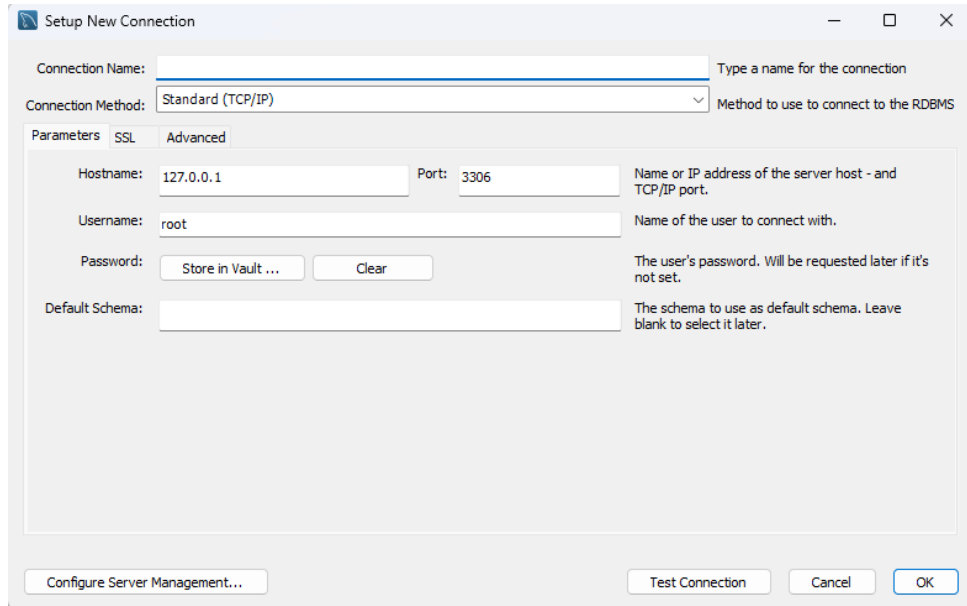 Setup New Connection
Connection Name: Type a name for the connection
Connection Method: Standard (TCP/IP) Method to use to connect to the RDBMS
Parameters SSL Advanced
Hostname: 127.0.0.1 Port: 3306 Name or IP address of the server host - and
TCP/IP port.
Username: root Name of the user to connect with.
Password: Store in Vault ... Clear The user's password. Will be requested later if it's
not set.
Default Schema: The schema to use as default schema. Leave
blank to select it later.
Configure Server Management... Test Connection Cancel OK